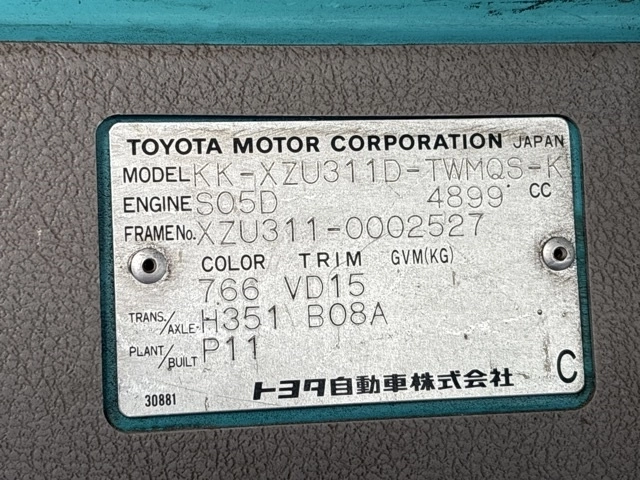 TOYOTA MOTOR CORPORATION JAPAN
MODEL KK-XZU311D-TWMQS-K
ENGINE S05D 4899 CC
FRAME No. XZU311-0002527
COLOR TRIM GVM(KG)
766 VD15
TRANS./AXLE H351 B08A
PLANT/BUILT P11
30881 トヨタ自動車株式会社 C